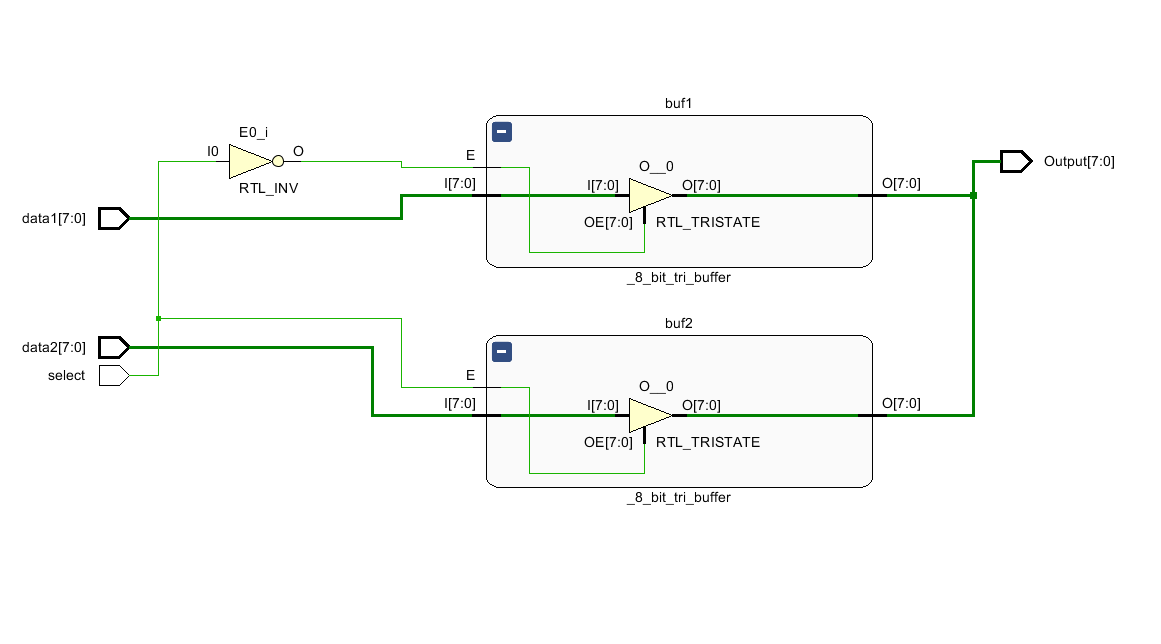 buf1
E0_i
I0
O
RTL_INV
E
I[7:0]
O__0
I[7:0]
O[7:0]
OE[7:0]
RTL_TRISTATE
O[7:0]
_8_bit_tri_buffer
Output[7:0]
data1[7:0]
buf2
data2[7:0]
select
E
I[7:0]
O__0
I[7:0]
O[7:0]
OE[7:0]
RTL_TRISTATE
O[7:0]
_8_bit_tri_buffer